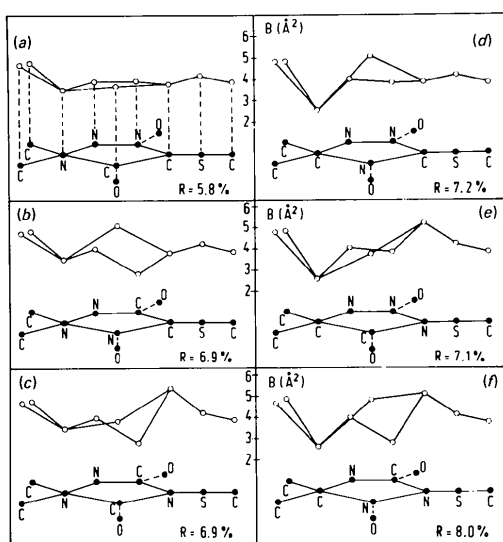 (a)
N N O
C
C N C C S C
O
R = 5.8 %
B (Å²) (d)
6
5
4
3
2
N N O
C
C C N C S C
O
R = 7.2 %
(b)
N C O
C
C N N C S C
O
R = 6.9 %
B (Å²) (e)
6
5
4
3
2
N N O
C
C C C N S C
O
R = 7.1 %
(c)
N C O
C
C N C N S C
O
R = 6.9 %
B (Å²) (f)
6
5
4
3
2
N C O
C
C C N N S C
O
R = 8.0 %